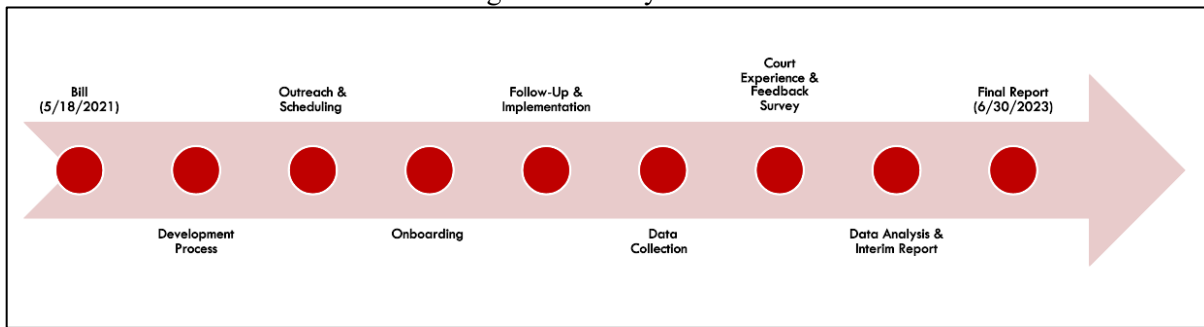 Bill
(5/18/2021)
Development
Process
Outreach &
Scheduling
Onboarding
Follow-Up &
Implementation
Data
Collection
Court
Experience &
Feedback
Survey
Data Analysis &
Interim Report
Final Report
(6/30/2023)